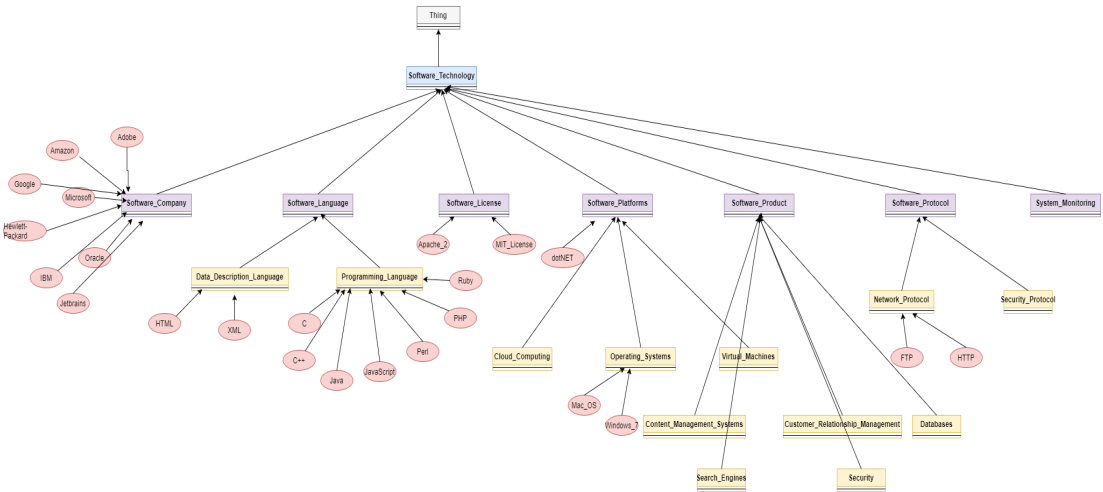 Thing
Software_Technology
Adobe
Amazon
Google
Microsoft
Software_Company
Software_Language
Software_License
Software_Platforms
Software_Product
Software_Protocol
System_Monitoring
Hewlett-
Packard
Oracle
IBM
Jetbrains
Apache_2
MIT_License
dotNET
Data_Description_Language
Programming_Language
Ruby
Network_Protocol
Security_Protocol
HTML
XML
C
PHP
C++
Perl
Java
JavaScript
Cloud_Computing
Operating_Systems
Virtual_Machines
FTP
HTTP
Mac_OS
Windows_7
Content_Management_Systems
Customer_Relationship_Management
Databases
Search_Engines
Security